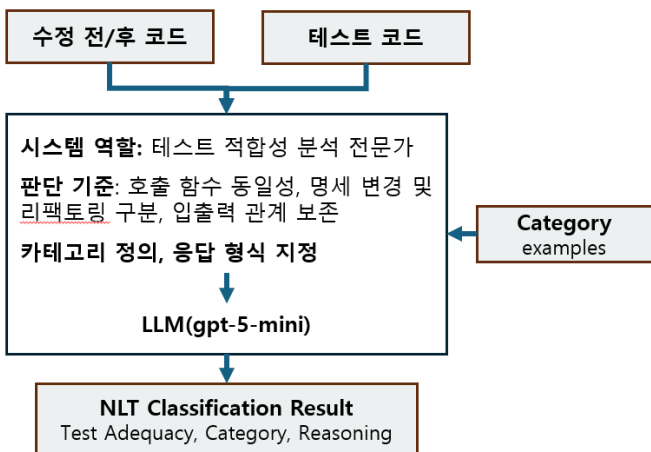 수정 전/후 코드
테스트 코드
시스템 역할: 테스트 적합성 분석 전문가
판단 기준: 호출 함수 동일성, 명세 변경 및
리팩토링 구분, 입출력 관계 보존
카테고리 정의, 응답 형식 지정
LLM(gpt-5-mini)
Category
examples
NLT Classification Result
Test Adequacy, Category, Reasoning